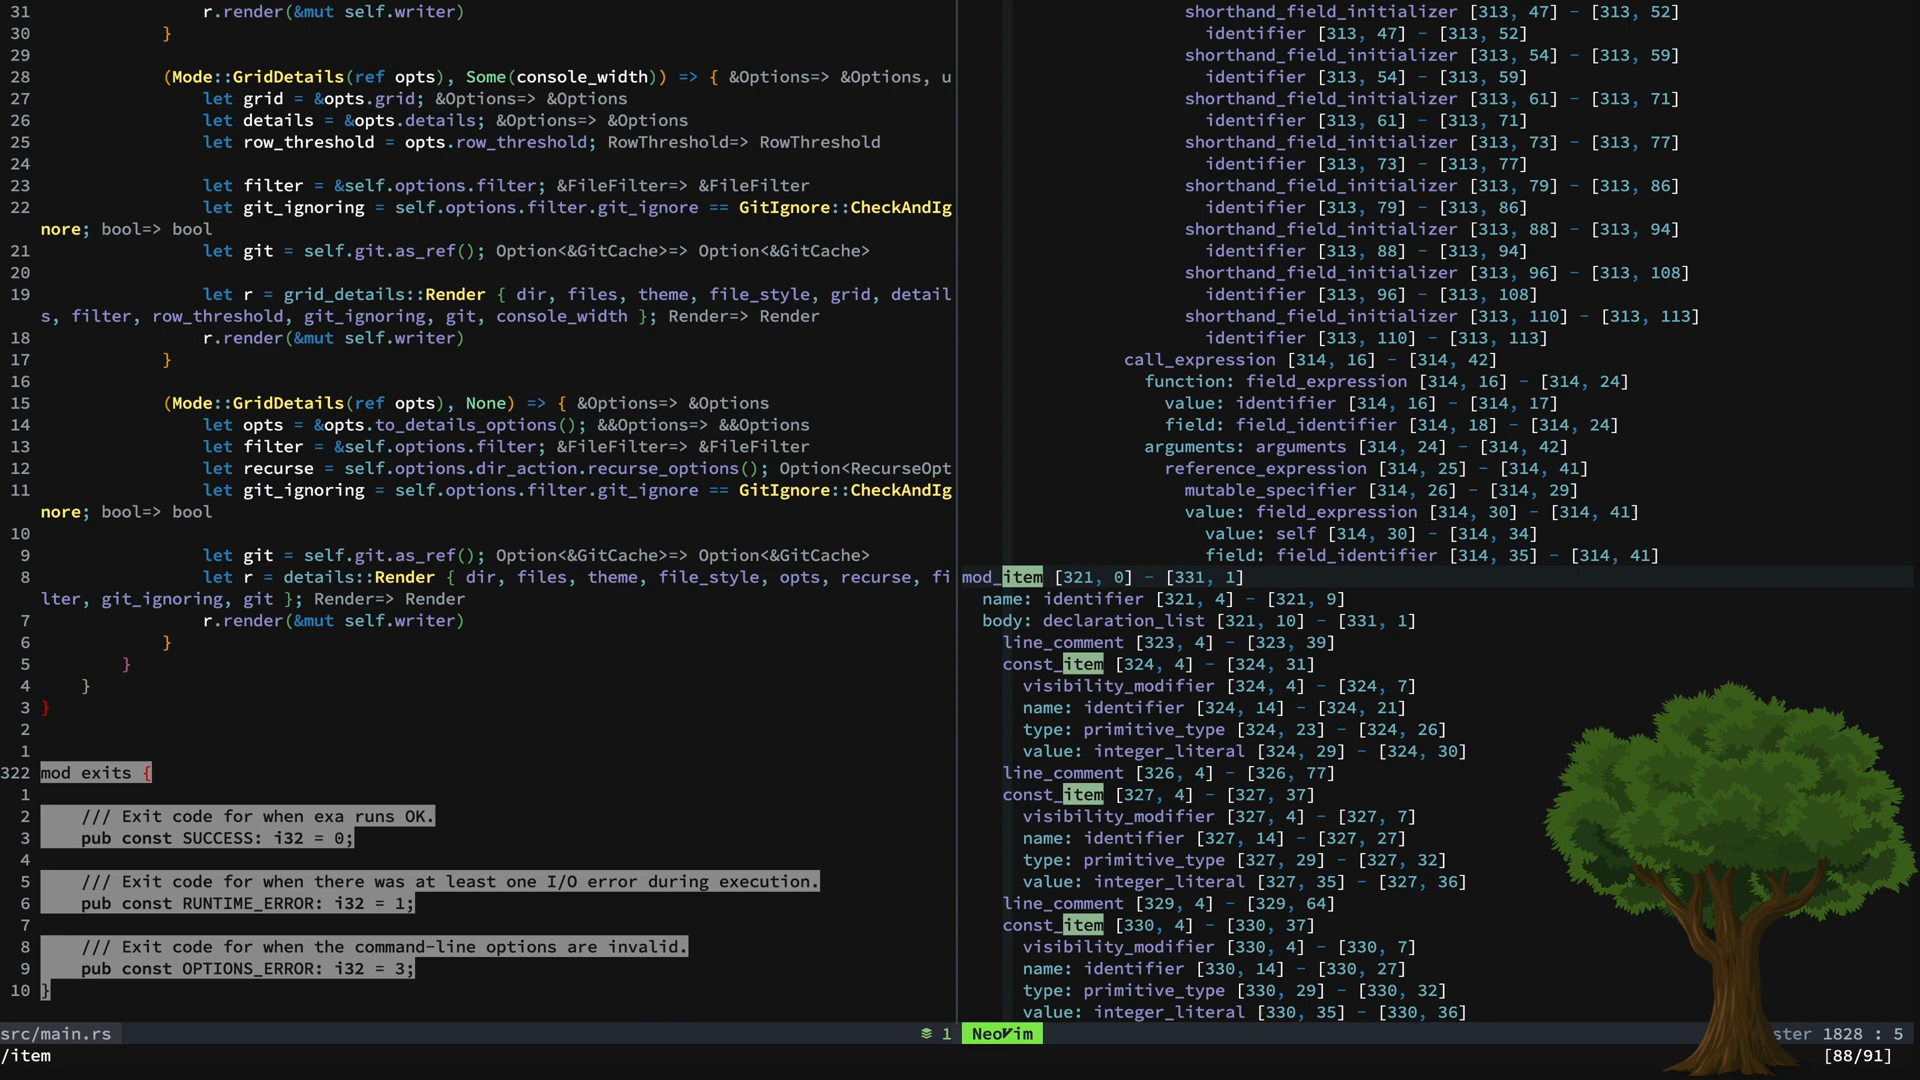 31 r.render(&mut self.writer)
30 }
29
28 (Mode::GridDetails(ref opts), Some(console_width)) => { &Options=> &Options, u
27 let grid = &opts.grid; &Options=> &Options
26 let details = &opts.details; &Options=> &Options
25 let row_threshold = opts.row_threshold; RowThreshold=> RowThreshold
24
23 let filter = &self.options.filter; &FileFilter=> &FileFilter
22 let git_ignoring = self.options.filter.git_ignore == GitIgnore::CheckAndIg
nore; bool=> bool
21 let git = self.git.as_ref(); Option<&GitCache>=> Option<&GitCache>
20
19 let r = grid_details::Render { dir, files, theme, file_style, grid, detail
s, filter, row_threshold, git_ignoring, git, console_width }; Render=> Render
18 r.render(&mut self.writer)
17 }
16
15 (Mode::GridDetails(ref opts), None) => { &Options=> &Options
14 let opts = &opts.to_details_options(); &&Options=> &&Options
13 let filter = &self.options.filter; &FileFilter=> &FileFilter
12 let recurse = self.options.dir_action.recurse_options(); Option<RecurseOpt
11 let git_ignoring = self.options.filter.git_ignore == GitIgnore::CheckAndIg
nore; bool=> bool
10
9 let git = self.git.as_ref(); Option<&GitCache>=> Option<&GitCache>
8 let r = details::Render { dir, files, theme, file_style, opts, recurse, fi
lter, git_ignoring, git }; Render=> Render
7 r.render(&mut self.writer)
6 }
5 }
4 }
3 }
2
1
322 mod exits {
1
2 /// Exit code for when exa runs OK.
3 pub const SUCCESS: i32 = 0;
4
5 /// Exit code for when there was at least one I/O error during execution.
6 pub const RUNTIME_ERROR: i32 = 1;
7
8 /// Exit code for when the command-line options are invalid.
9 pub const OPTIONS_ERROR: i32 = 3;
10 }
src/main.rs 1
/item
shorthand_field_initializer [313, 47] - [313, 52]
identifier [313, 47] - [313, 52]
shorthand_field_initializer [313, 54] - [313, 59]
identifier [313, 54] - [313, 59]
shorthand_field_initializer [313, 61] - [313, 71]
identifier [313, 61] - [313, 71]
shorthand_field_initializer [313, 73] - [313, 77]
identifier [313, 73] - [313, 77]
shorthand_field_initializer [313, 79] - [313, 86]
identifier [313, 79] - [313, 86]
shorthand_field_initializer [313, 88] - [313, 94]
identifier [313, 88] - [313, 94]
shorthand_field_initializer [313, 96] - [313, 108]
identifier [313, 96] - [313, 108]
shorthand_field_initializer [313, 110] - [313, 113]
identifier [313, 110] - [313, 113]
call_expression [314, 16] - [314, 42]
function: field_expression [314, 16] - [314, 24]
value: identifier [314, 16] - [314, 17]
field: field_identifier [314, 18] - [314, 24]
arguments: arguments [314, 24] - [314, 42]
reference_expression [314, 25] - [314, 41]
mutable_specifier [314, 26] - [314, 29]
value: field_expression [314, 30] - [314, 41]
value: self [314, 30] - [314, 34]
field: field_identifier [314, 35] - [314, 41]
mod_item [321, 0] - [331, 1]
name: identifier [321, 4] - [321, 9]
body: declaration_list [321, 10] - [331, 1]
line_comment [323, 4] - [323, 39]
const_item [324, 4] - [324, 31]
visibility_modifier [324, 4] - [324, 7]
name: identifier [324, 14] - [324, 21]
type: primitive_type [324, 23] - [324, 26]
value: integer_literal [324, 29] - [324, 30]
line_comment [326, 4] - [326, 77]
const_item [327, 4] - [327, 37]
visibility_modifier [327, 4] - [327, 7]
name: identifier [327, 14] - [327, 27]
type: primitive_type [327, 29] - [327, 32]
value: integer_literal [327, 35] - [327, 36]
line_comment [329, 4] - [329, 64]
const_item [330, 4] - [330, 37]
visibility_modifier [330, 4] - [330, 7]
name: identifier [330, 14] - [330, 27]
type: primitive_type [330, 29] - [330, 32]
value: integer_literal [330, 35] - [330, 36]
NeoVim ster 1828 : 5
[88/91]